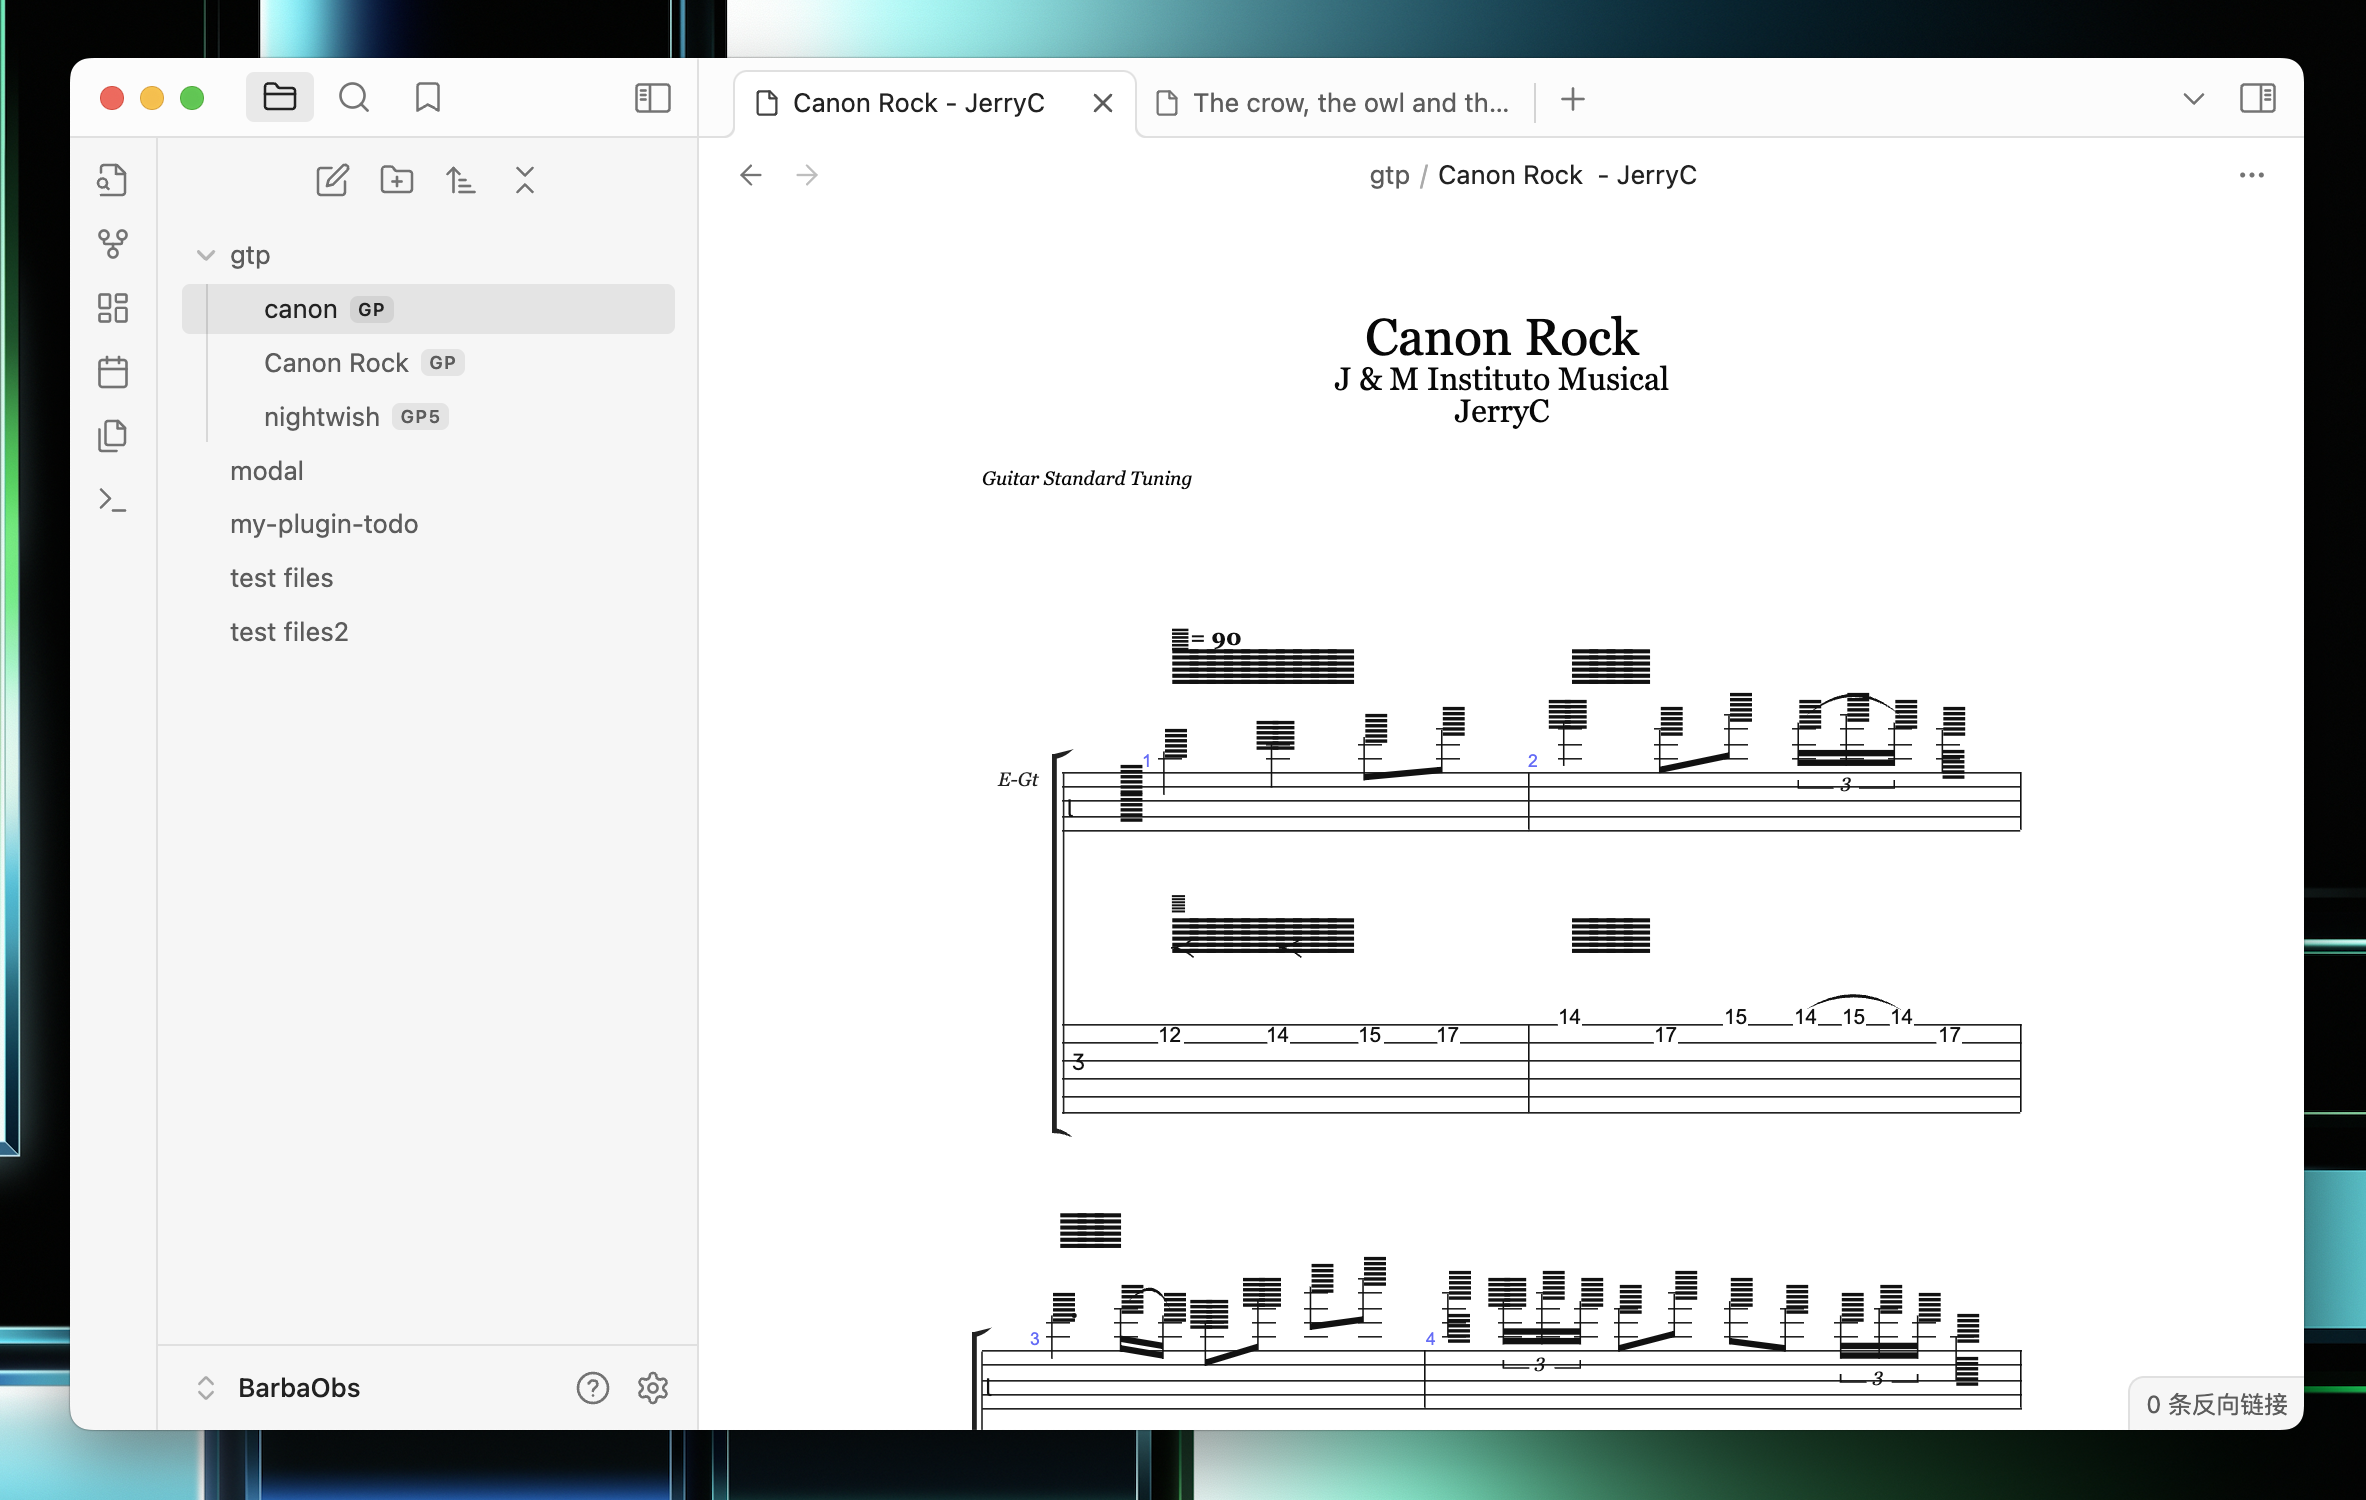 Canon Rock - JerryC
The crow, the owl and th...
gtp / Canon Rock - JerryC
gtp
canon GP
Canon Rock GP
nightwish GP5
modal
my-plugin-todo
test files
test files2
BarbaObs
Canon Rock
J & M Instituto Musical
JerryC
Guitar Standard Tuning
= 90
1 2
E-Gt
3
14 15 14 15 14
12 14 15 17 17 17
3
3 4
3 3
0 条反向链接